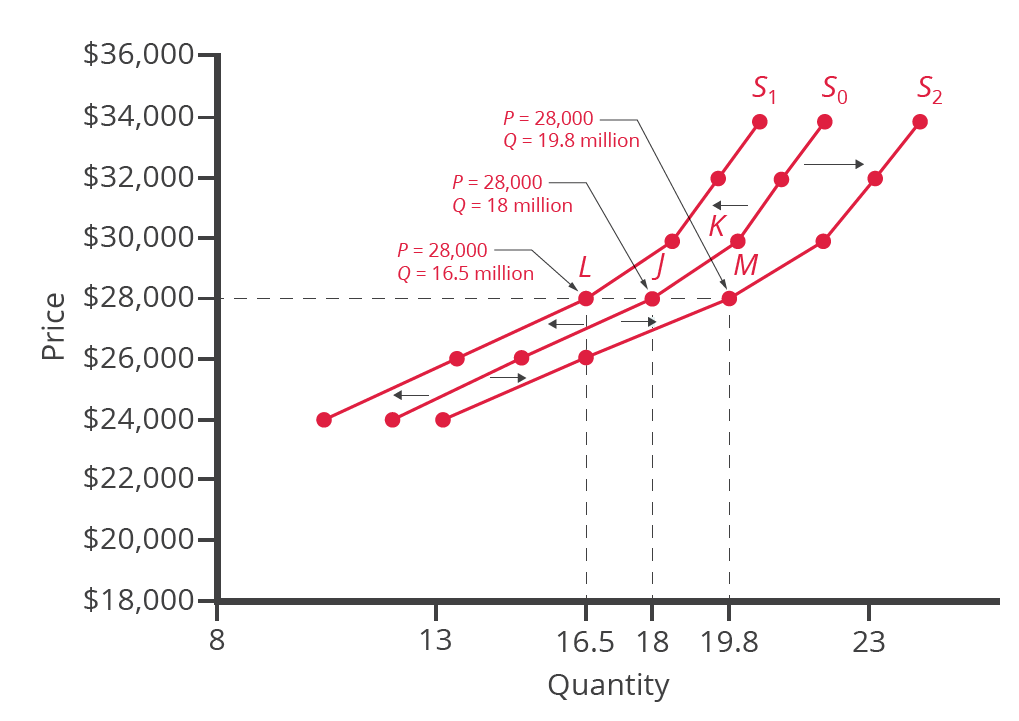 $36,000
$34,000
$32,000
$30,000
$28,000
$26,000
$24,000
$22,000
$20,000
$18,000
Price
S1
S0
S2
P = 28,000
Q = 19.8 million
P = 28,000
Q = 18 million
P = 28,000
Q = 16.5 million
K
L
J
M
8
13
16.5
18
19.8
23
Quantity